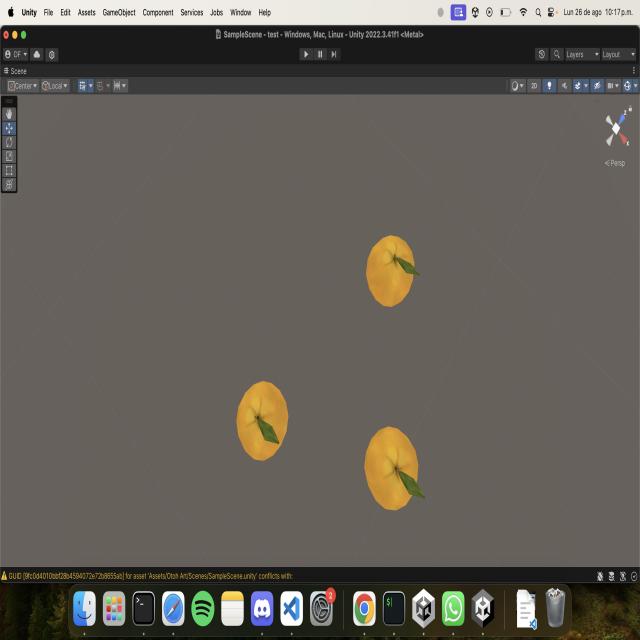 Unity File Edit Assets GameObject Component Services Jobs Window Help Lun 26 de ago 10:17 p.m.
SampleScene - test - Windows, Mac, Linux - Unity 2022.3.41f1 <Metal>
DF Layers Layout
Scene
Center Local 2D
z
x
Persp
GUID [9fc0d4010bbf28b4594072e72b8655ab] for asset 'Assets/Otoh Art/Scenes/SampleScene.unity' conflicts with:
2